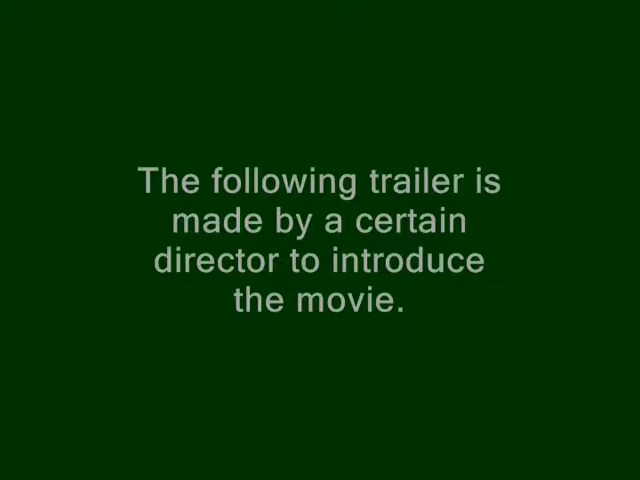 The following trailer is
made by a certain
director to introduce
the movie.